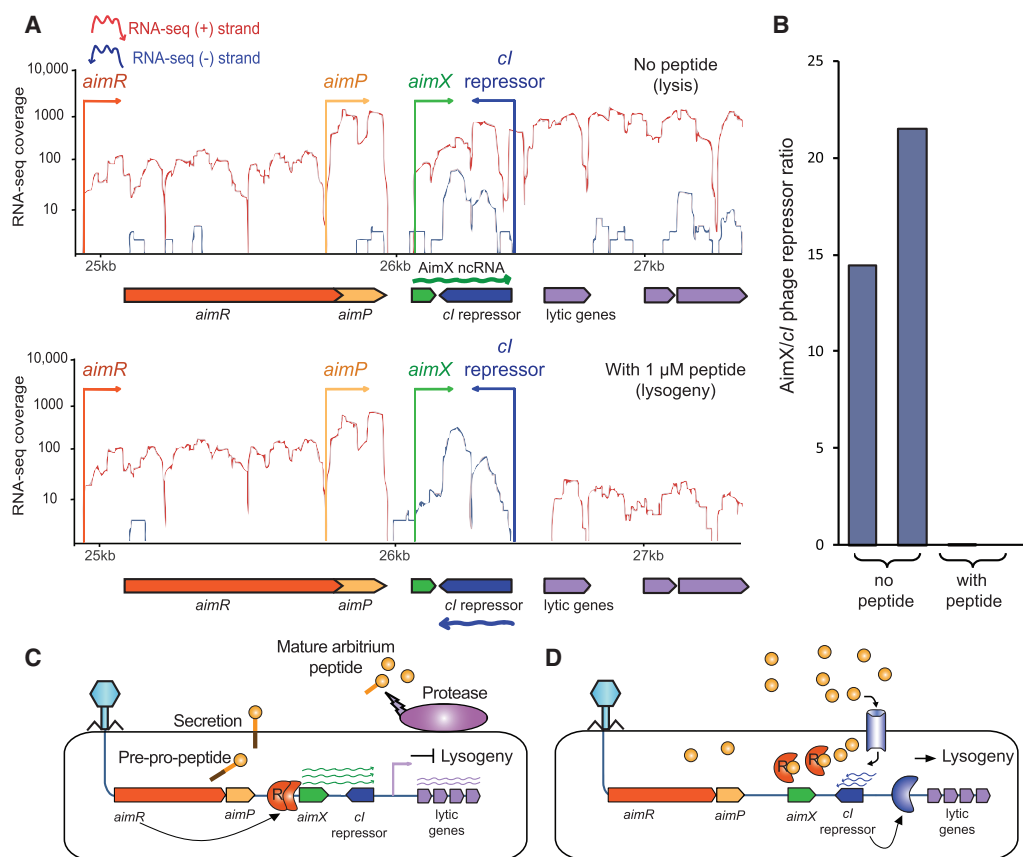 A
RNA-seq (+) strand
RNA-seq (-) strand
RNA-seq coverage
10,000
1000
100
10
aimR
aimP
aimX
cI
repressor
No peptide
(lysis)
25kb
26kb
27kb
AimX ncRNA
aimR
aimP
cI repressor
lytic genes
RNA-seq coverage
10,000
1000
100
10
aimR
aimP
aimX
cI
repressor
With 1 µM peptide
(lysogeny)
25kb
26kb
27kb
aimR
aimP
cI repressor
lytic genes
B
AimX/cI phage repressor ratio
25
20
15
10
5
0
no
peptide
with
peptide
C
Mature arbitrium
peptide
Protease
Secretion
Pre-pro-peptide
Lysogeny
R
aimR
aimP
aimX
cI
repressor
lytic
genes
D
Lysogeny
R
R
aimR
aimP
aimX
cI
repressor
lytic
genes